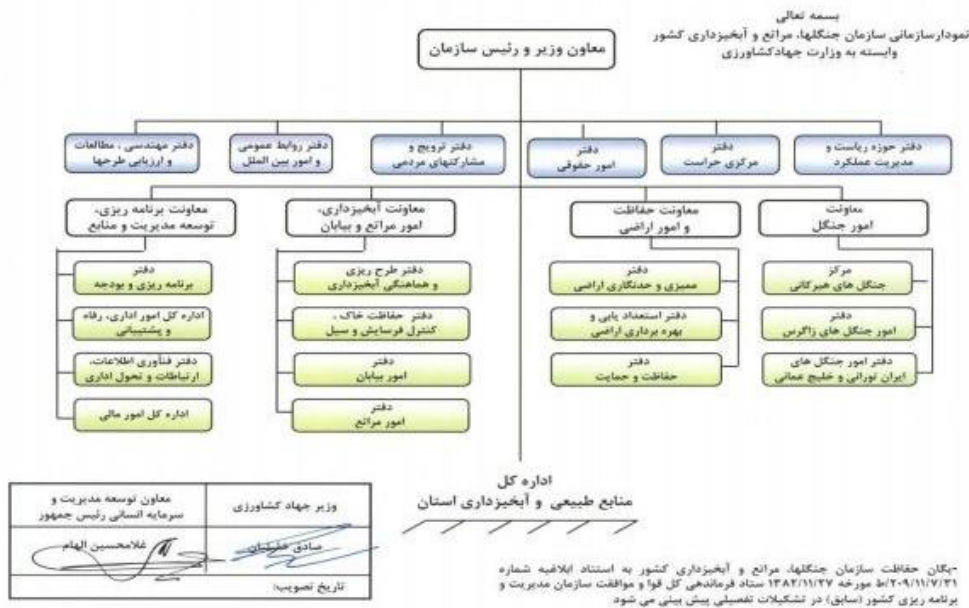 بسمه تعالی
نمودارسازمانی سازمان جنگلها، مراتع و آبخیزداری کشور
وابسته به وزارت جهادکشاورزی
معاون وزیر و رئیس سازمان
دفتر حوزه ریاست و
مدیریت عملکرد
دفتر
مرکزی حراست
دفتر
امور حقوقی
دفتر ترویج و
مشارکتهای مردمی
دفتر روابط عمومی
و امور بین الملل
دفتر مهندسی ، مطالعات
و ارزیابی طرحها
معاونت
امور جنگل
مرکز
جنگل های هیرکانی
دفتر
امور جنگل های زاگرس
دفتر امور جنگل های
ایران تورانی و خلیج عمانی
معاونت حفاظت
و امور اراضی
دفتر
ممیزی و حدنگاری اراضی
دفتر استعداد یابی و
بهره برداری اراضی
دفتر
حفاظت و حمایت
معاونت آبخیزداری،
امور مراتع و بیابان
دفتر طرح ریزی
و هماهنگی آبخیزداری
دفتر حفاظت خاک ،
کنترل فرسایش و سیل
دفتر
امور بیابان
دفتر
امور مراتع
معاونت برنامه ریزی،
توسعه مدیریت و منابع
دفتر
برنامه ریزی و بودجه
اداره کل امور اداری، رفاه
و پشتیبانی
دفتر فنآوری اطلاعات،
ارتباطات و تحول اداری
اداره کل امور مالی
اداره کل
منابع طبیعی و آبخیزداری استان
وزیر جهاد کشاورزی
صادق خلیلیان
معاون توسعه مدیریت و
سرمایه انسانی رئیس جمهور
غلامحسین الهام
تاریخ تصویب:
-یگان حفاظت سازمان جنگلها، مراتع و آبخیزداری کشور به استناد ابلاغیه شماره
۲۰۹/۱۱/۷/۳۱/ط مورخه ۱۳۸۲/۱۱/۲۷ ستاد فرماندهی کل قوا و موافقت سازمان مدیریت و
برنامه ریزی کشور (سابق) در تشکیلات تفصیلی پیش بینی می شود